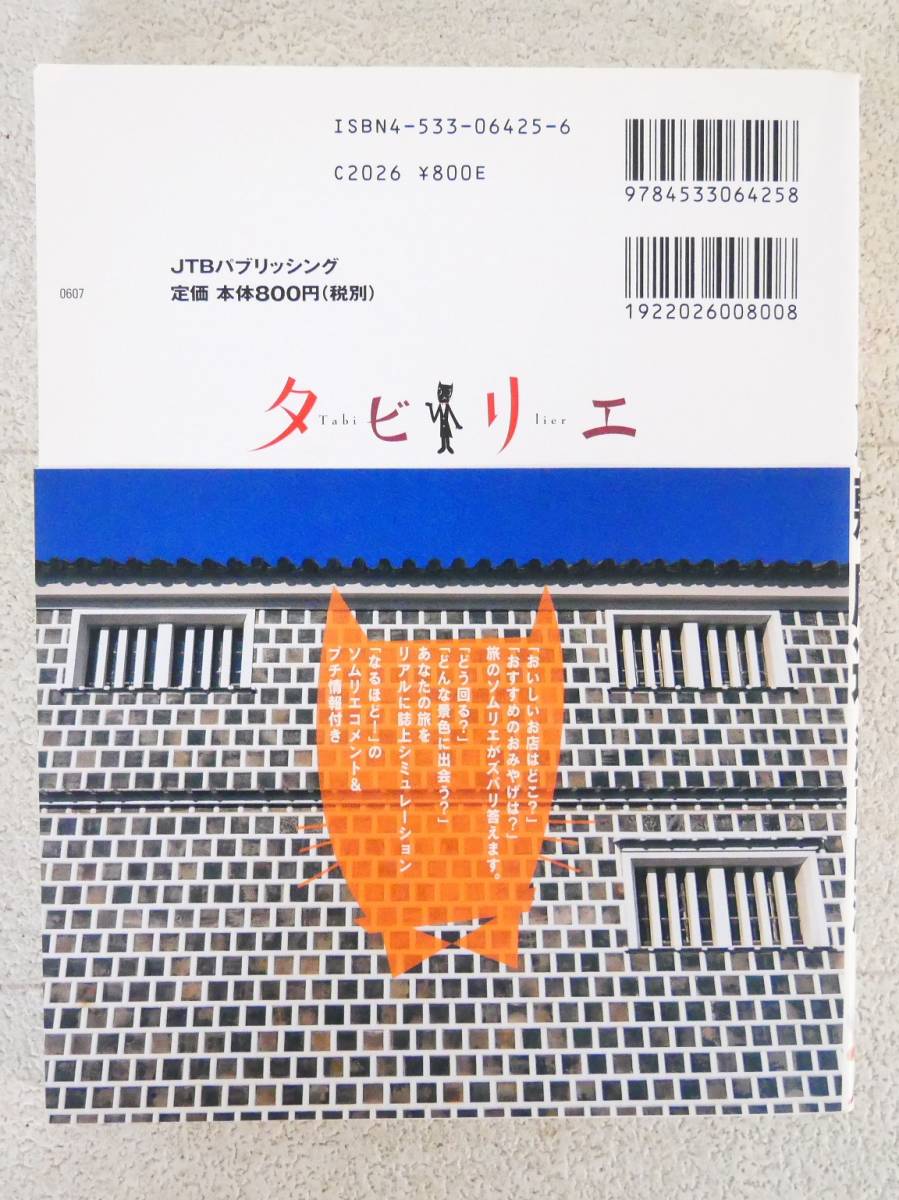 ISBN4-533-06425-6
C2026 ¥800E
9784533064258
1922026008008
JTBパブリッシング
定価 本体800円(税別)
0607
タビリエ
Tabi lier
「おいしいお店はどこ?」
「おすすめのおみやげは?」
旅のソムリエがズバリ答えます。
「どう回る?」
「どんな景色に出会う?」
あなたの旅を
リアルに誌上シミュレーション
「なるほど!」の
ソムリエコメント&
プチ情報付き